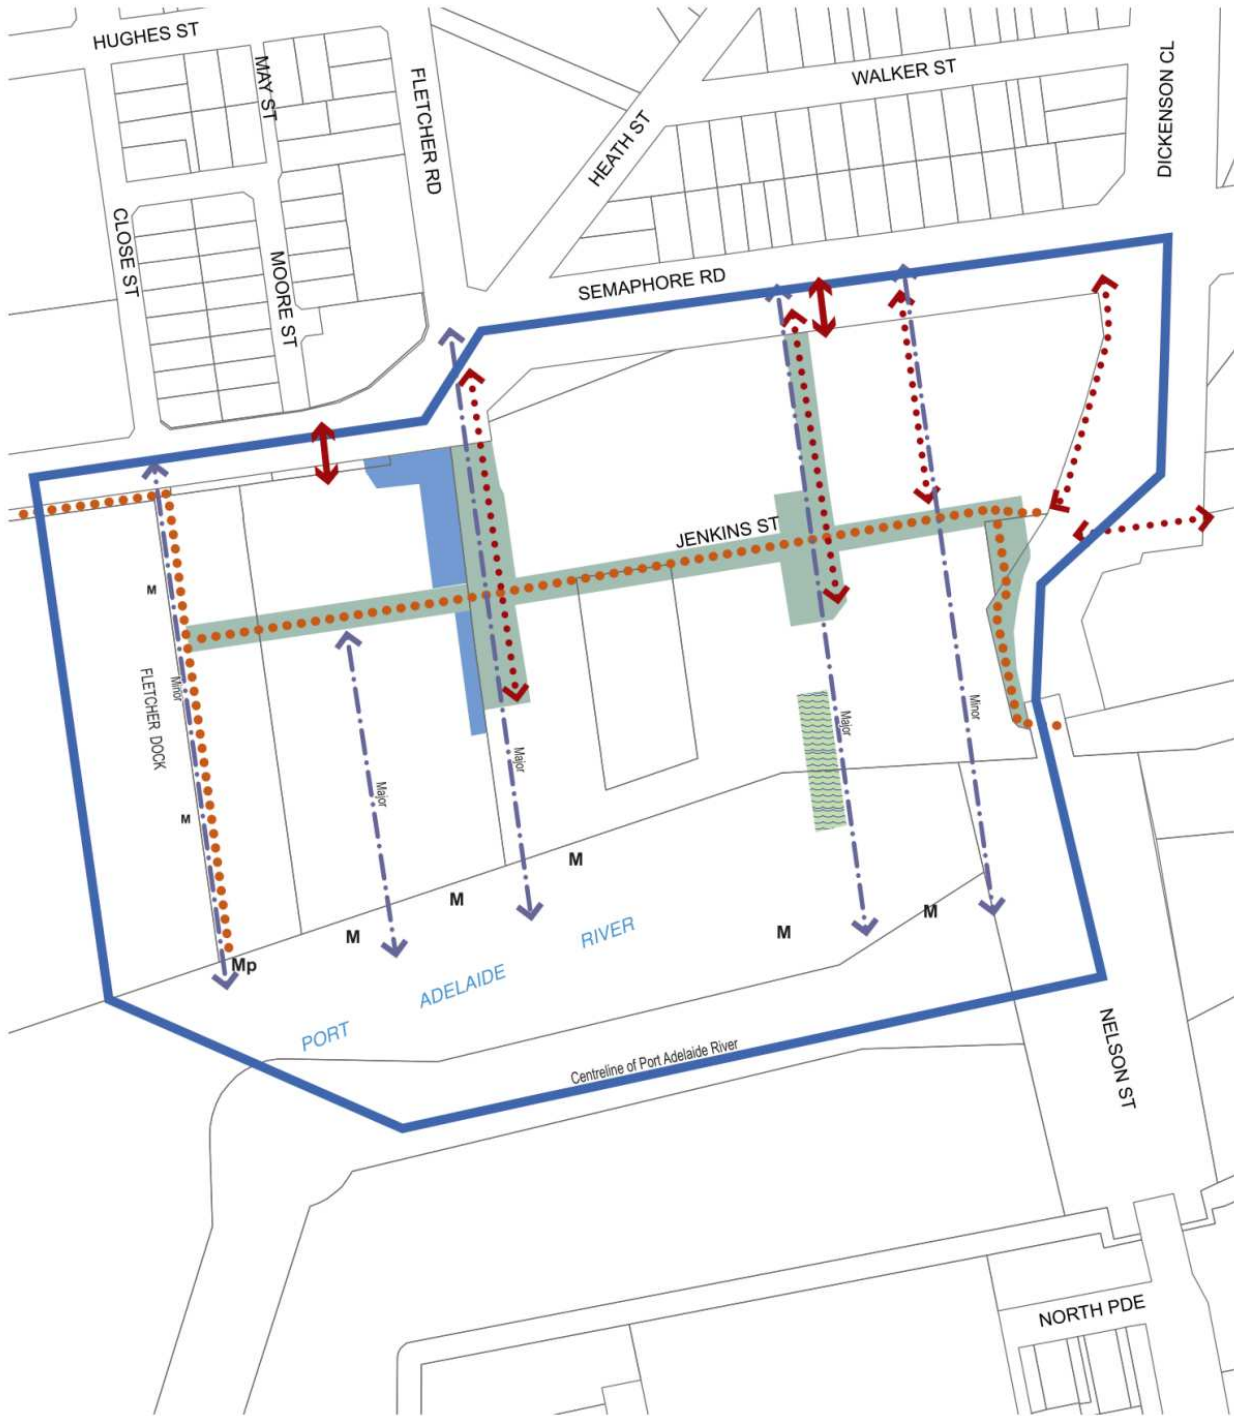 HUGHES ST
MAY ST
FLETCHER RD
HEATH ST
WALKER ST
DICKENSON CL
CLOSE ST
MOORE ST
SEMAPHORE RD
JENKINS ST
M
Minor
FLETCHER DOCK
M
Major
Major
Major
Minor
M
M
M
M
M
Mp
PORT ADELAIDE RIVER
Centreline of Port Adelaide River
NELSON ST
NORTH PDE